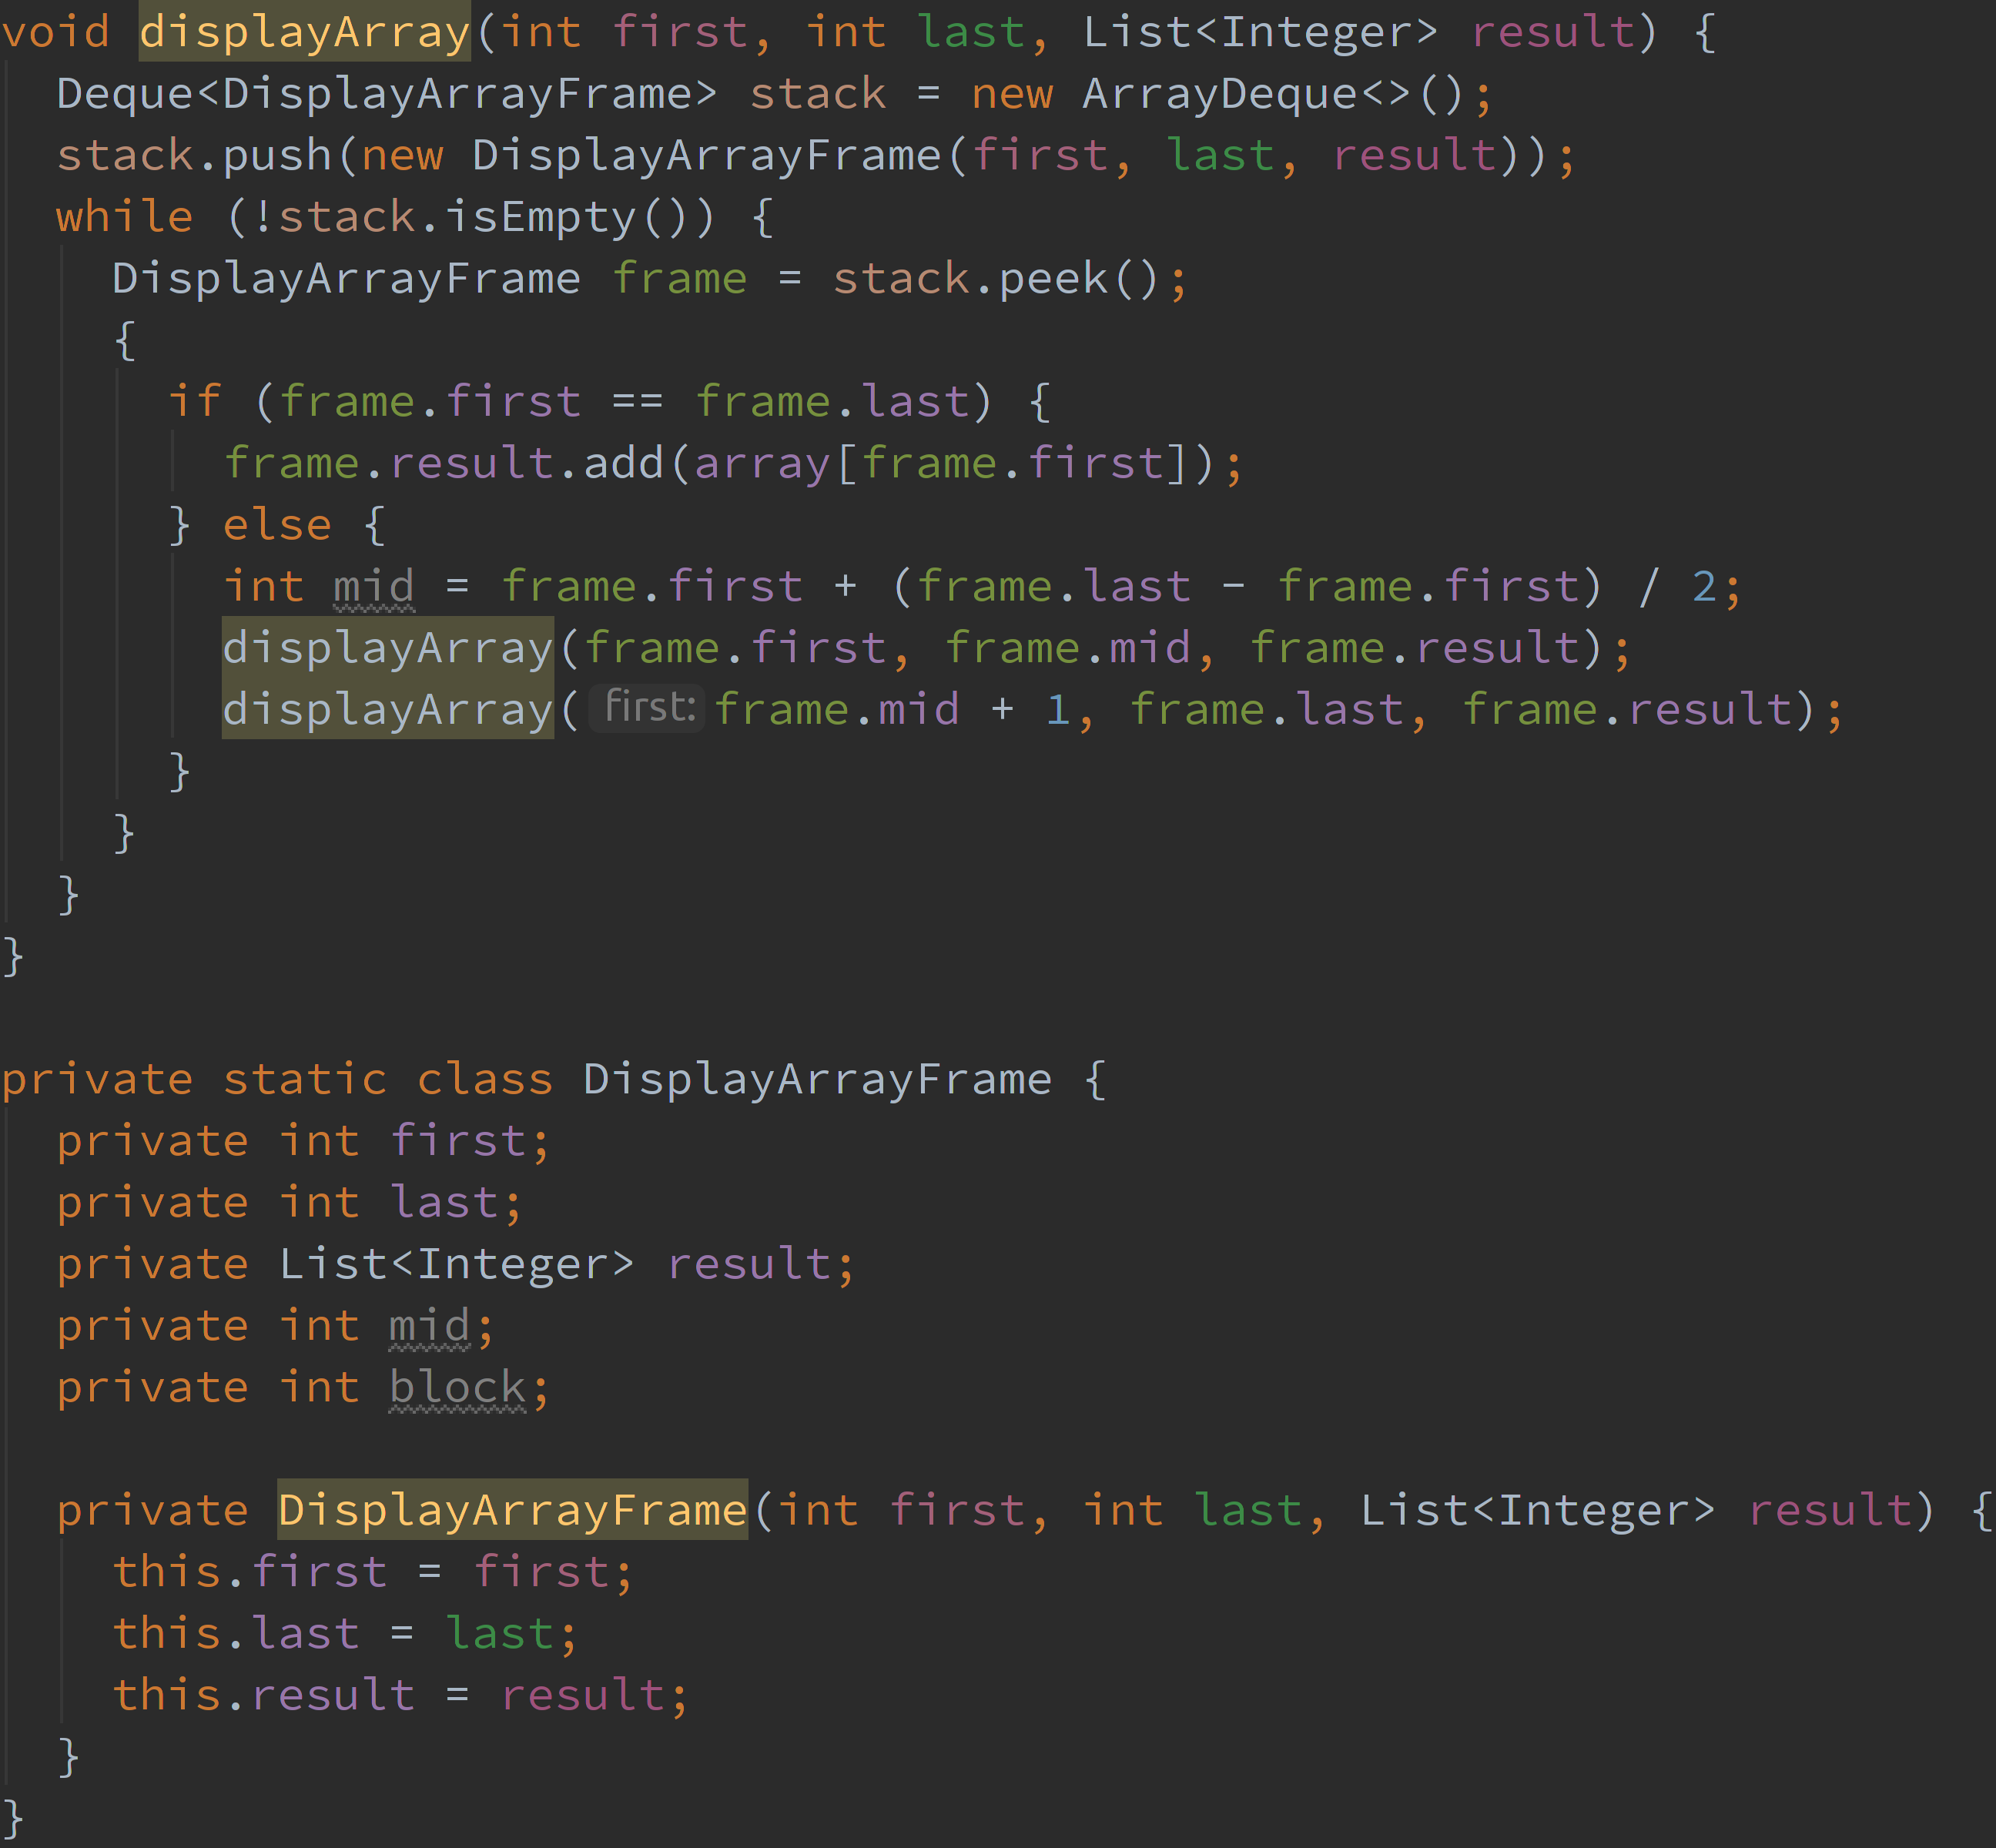 void displayArray(int first, int last, List<Integer> result) {
  Deque<DisplayArrayFrame> stack = new ArrayDeque<>();
  stack.push(new DisplayArrayFrame(first, last, result));
  while (!stack.isEmpty()) {
    DisplayArrayFrame frame = stack.peek();
    {
      if (frame.first == frame.last) {
        frame.result.add(array[frame.first]);
      } else {
        int mid = frame.first + (frame.last - frame.first) / 2;
        displayArray(frame.first, frame.mid, frame.result);
        displayArray( first: frame.mid + 1, frame.last, frame.result);
      }
    }
  }
}

private static class DisplayArrayFrame {
  private int first;
  private int last;
  private List<Integer> result;
  private int mid;
  private int block;

  private DisplayArrayFrame(int first, int last, List<Integer> result) {
    this.first = first;
    this.last = last;
    this.result = result;
  }
}